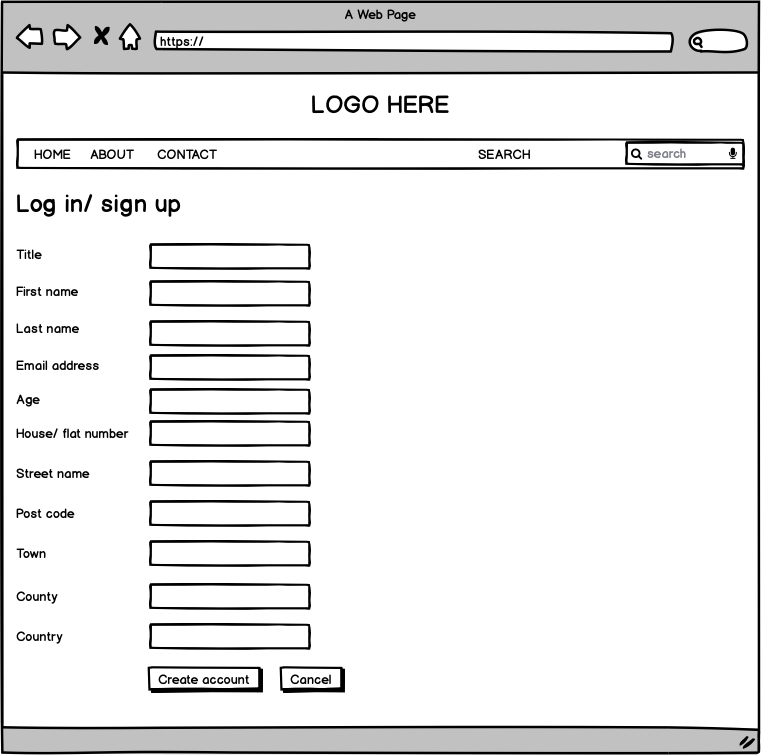 A Web Page
https://
LOGO HERE
HOME ABOUT CONTACT SEARCH search
Log in/ sign up
Title
First name
Last name
Email address
Age
House/ flat number
Street name
Post code
Town
County
Country
Create account Cancel